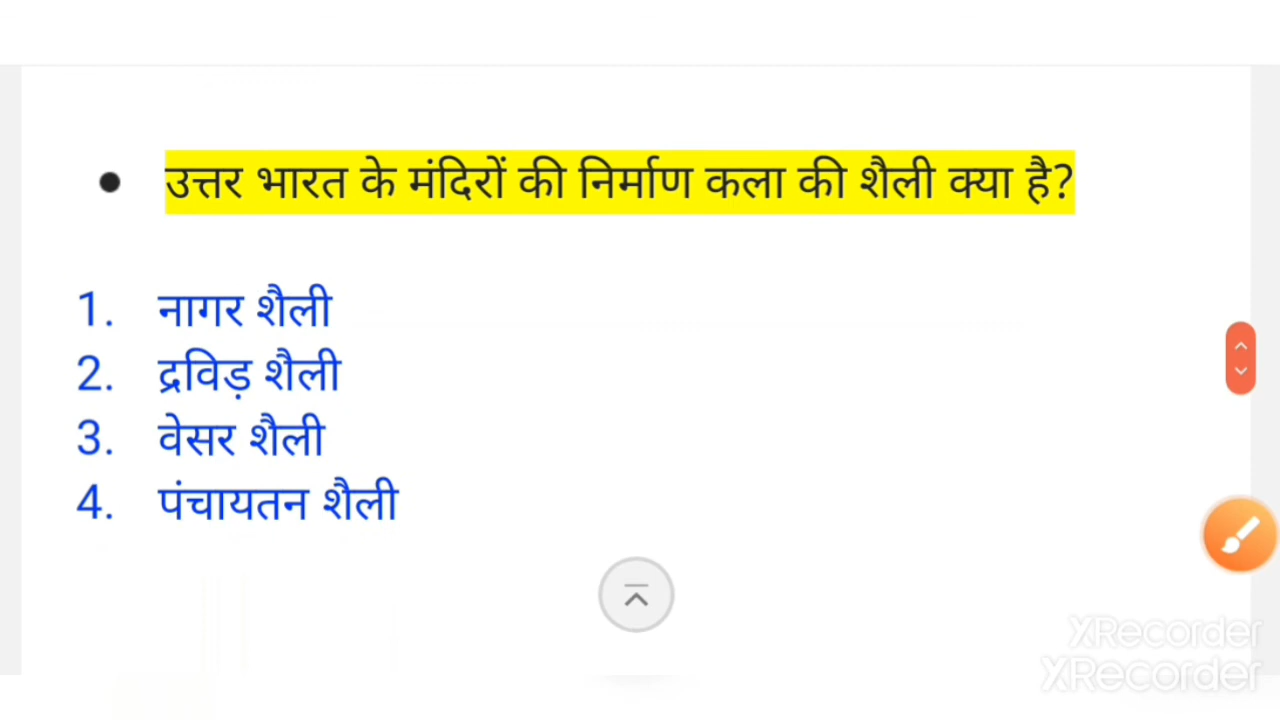 उत्तर भारत के मंदिरों की निर्माण कला की शैली क्या है?
1. नागर शैली
2. द्रविड़ शैली
3. वेसर शैली
4. पंचायतन शैली
XRecorder
XRecorder